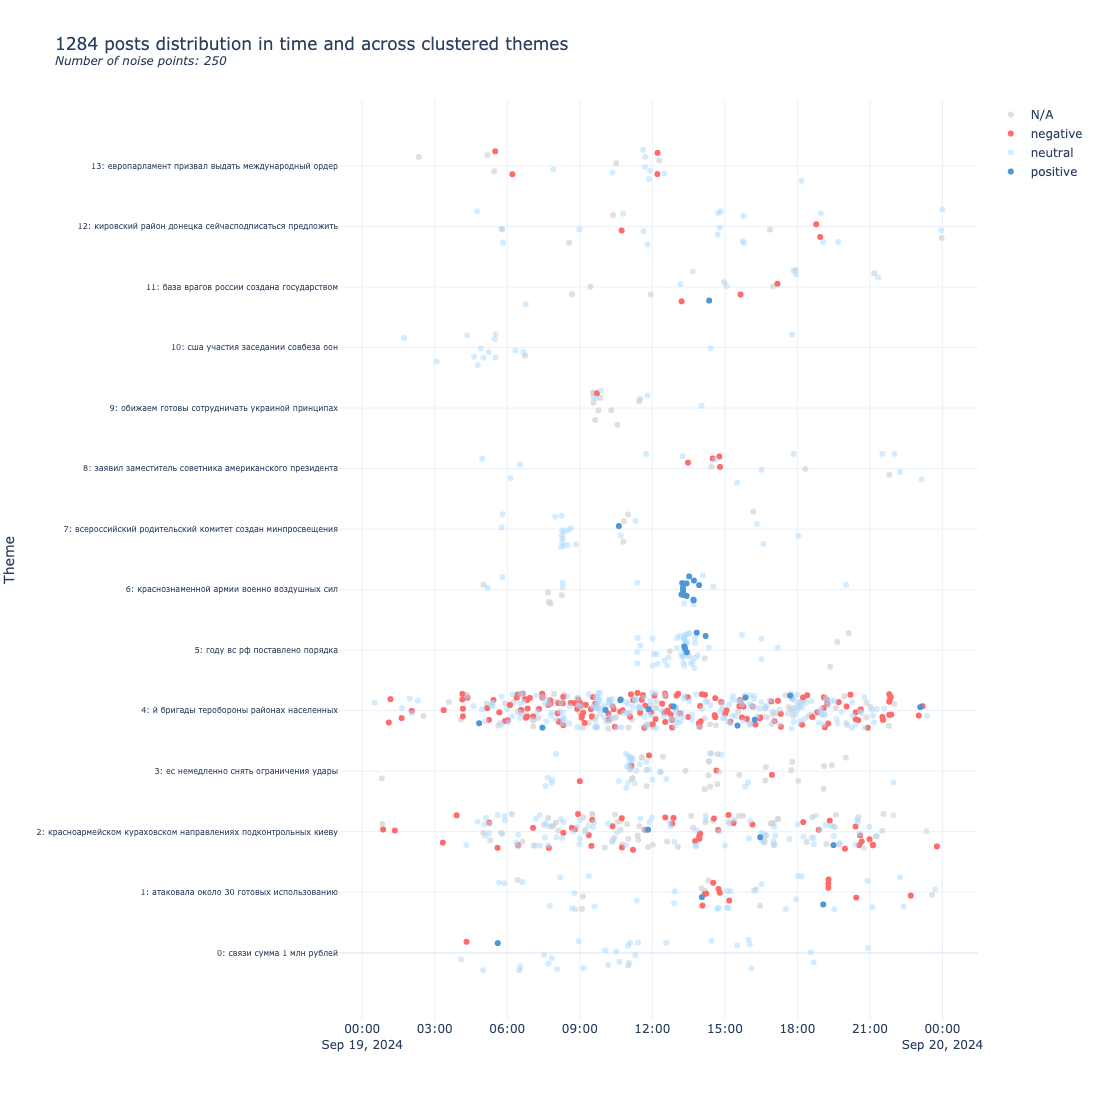 1284 posts distribution in time and across clustered themes
Number of noise points: 250
N/A
negative
neutral
positive
13: европарламент призвал выдать международный ордер
12: кировский район донецка сейчасподписаться предложить
11: база врагов россии создана государством
10: сша участия заседании совбеза оон
9: обижаем готовы сотрудничать украиной принципах
8: заявил заместитель советника американского президента
7: всероссийский родительский комитет создан минпросвещения
6: краснознаменной армии военно воздушных сил
5: году вс рф поставлено порядка
4: й бригады теробороны районах населенных
3: ес немедленно снять ограничения удары
2: красноармейском кураховском направлениях подконтрольных киеву
1: атаковала около 30 готовых использованию
0: связи сумма 1 млн рублей
Theme
00:00 03:00 06:00 09:00 12:00 15:00 18:00 21:00 00:00
Sep 19, 2024 Sep 20, 2024